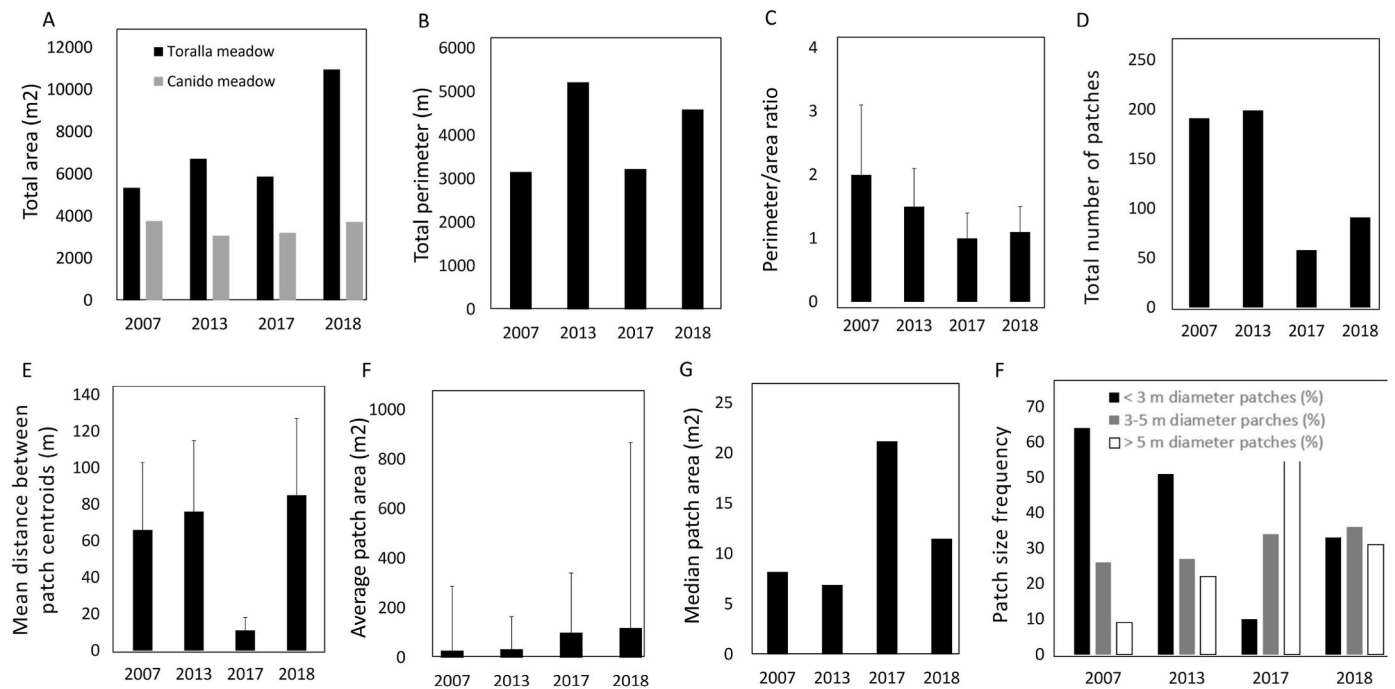 A
Total area (m2)
12000
10000
8000
6000
4000
2000
0
Toralla meadow
Canido meadow
2007 2013 2017 2018
B
Total perimeter (m)
6000
5000
4000
3000
2000
1000
0
2007 2013 2017 2018
C
Perimeter/area ratio
4
3
2
1
0
2007 2013 2017 2018
D
Total number of patches
250
200
150
100
50
0
2007 2013 2017 2018
E
Mean distance between
patch centroids (m)
140
120
100
80
60
40
20
0
2007 2013 2017 2018
F
Average patch area (m2)
1000
800
600
400
200
0
2007 2013 2017 2018
G
Median patch area (m2)
25
20
15
10
5
0
2007 2013 2017 2018
F
Patch size frequency
70
60
50
40
30
20
10
0
< 3 m diameter patches (%)
3-5 m diameter parches (%)
> 5 m diameter patches (%)
2007 2013 2017 2018